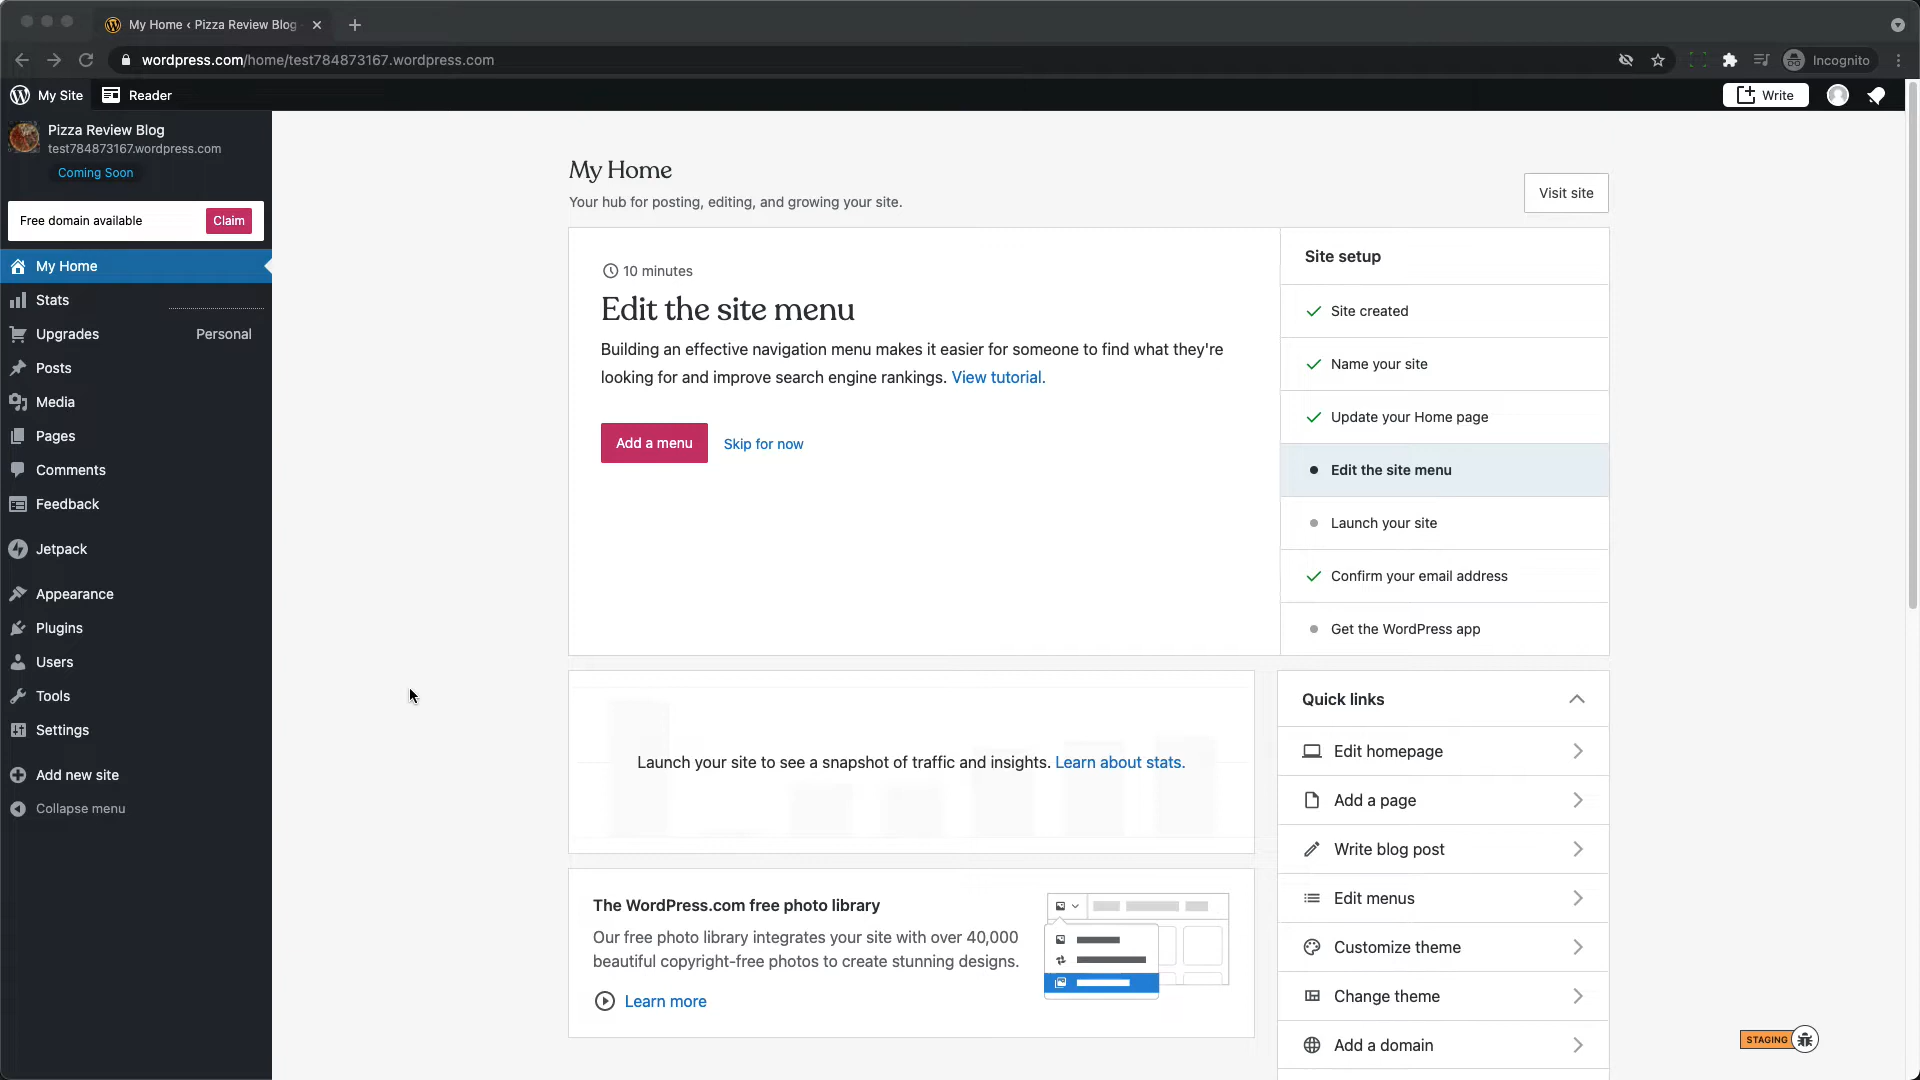 My Home ‹ Pizza Review Blog
wordpress.com/home/test784873167.wordpress.com
Incognito
My Site
Reader
Write
Pizza Review Blog
test784873167.wordpress.com
Coming Soon
Free domain available
Claim
My Home
Stats
Upgrades
Personal
Posts
Media
Pages
Comments
Feedback
Jetpack
Appearance
Plugins
Users
Tools
Settings
Add new site
Collapse menu
My Home
Your hub for posting, editing, and growing your site.
Visit site
10 minutes
Edit the site menu
Building an effective navigation menu makes it easier for someone to find what they're
looking for and improve search engine rankings. View tutorial.
Add a menu
Skip for now
Site setup
Site created
Name your site
Update your Home page
Edit the site menu
Launch your site
Confirm your email address
Get the WordPress app
Launch your site to see a snapshot of traffic and insights. Learn about stats.
The WordPress.com free photo library
Our free photo library integrates your site with over 40,000
beautiful copyright-free photos to create stunning designs.
Learn more
Quick links
Edit homepage
Add a page
Write blog post
Edit menus
Customize theme
Change theme
Add a domain
STAGING